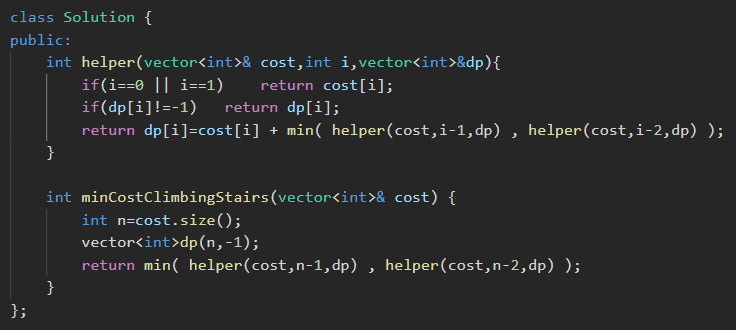 class Solution {
public:
    int helper(vector<int>& cost,int i,vector<int>&dp){
        if(i==0 || i==1)    return cost[i];
        if(dp[i]!=-1)   return dp[i];
        return dp[i]=cost[i] + min( helper(cost,i-1,dp) , helper(cost,i-2,dp) );
    }

    int minCostClimbingStairs(vector<int>& cost) {
        int n=cost.size();
        vector<int>dp(n,-1);
        return min( helper(cost,n-1,dp) , helper(cost,n-2,dp) );
    }
};